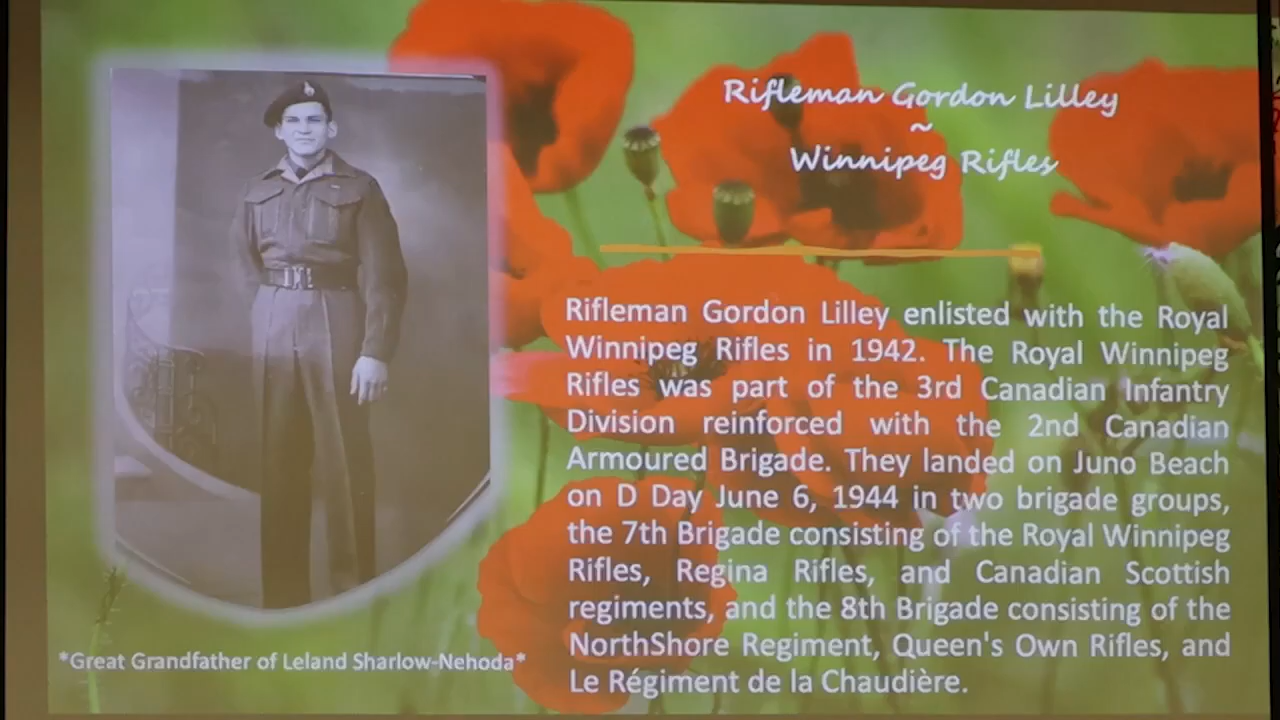 Rifleman Gordon Lilley
~
Winnipeg Rifles
Rifleman Gordon Lilley enlisted with the Royal
Winnipeg Rifles in 1942. The Royal Winnipeg
Rifles was part of the 3rd Canadian Infantry
Division reinforced with the 2nd Canadian
Armoured Brigade. They landed on Juno Beach
on D Day June 6, 1944 in two brigade groups,
the 7th Brigade consisting of the Royal Winnipeg
Rifles, Regina Rifles, and Canadian Scottish
regiments, and the 8th Brigade consisting of the
NorthShore Regiment, Queen's Own Rifles, and
Le Régiment de la Chaudière.
*Great Grandfather of Leland Sharlow-Nehoda*